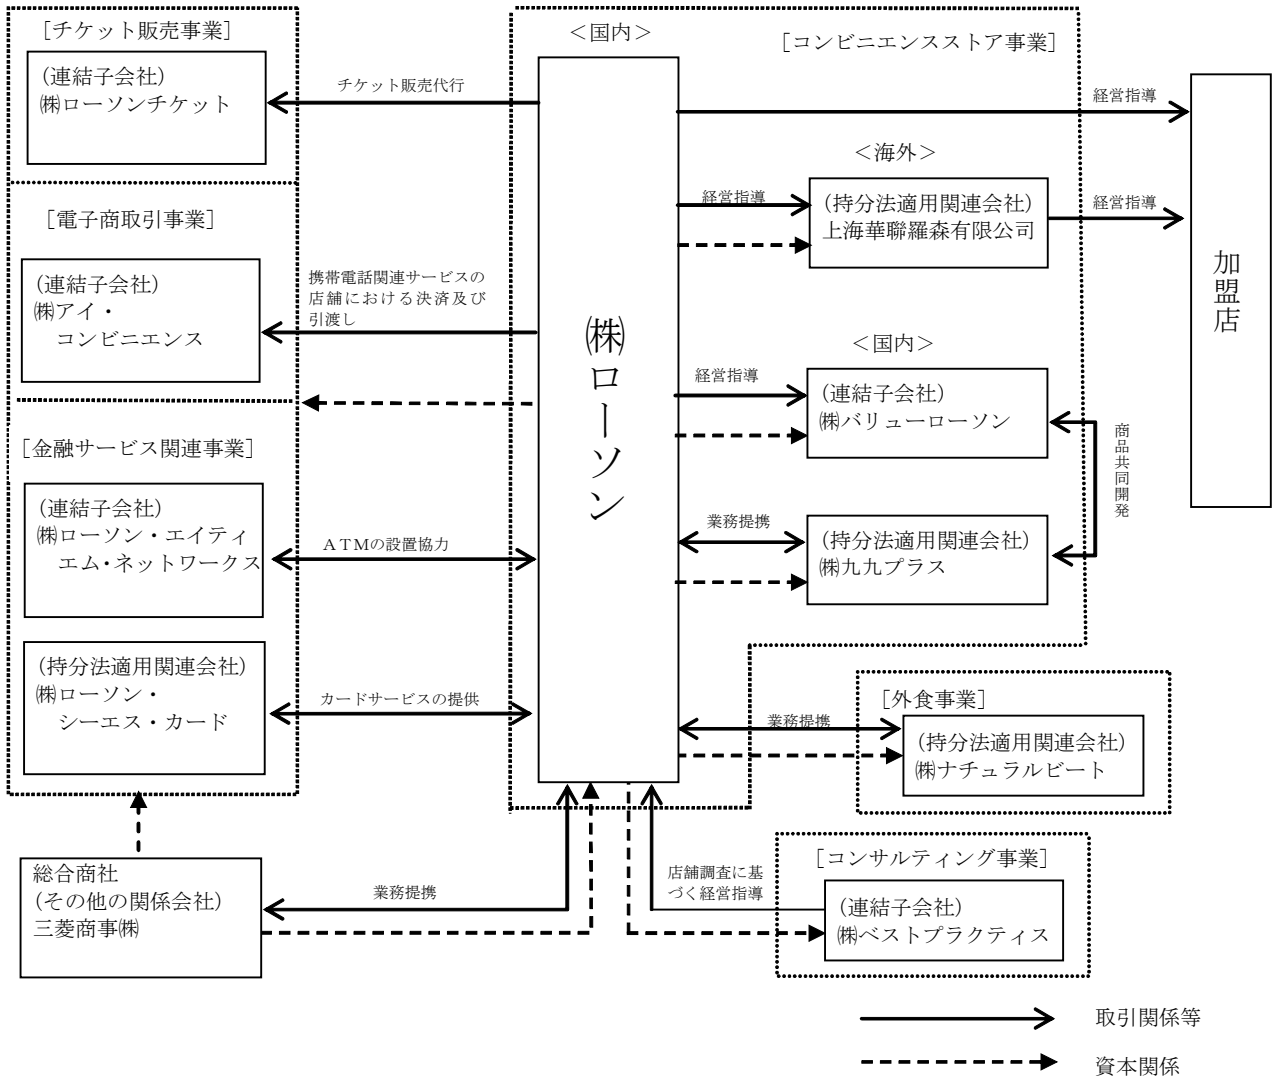 ［チケット販売事業］
（連結子会社）
㈱ローソンチケット
チケット販売代行
［電子商取引事業］
（連結子会社）
㈱アイ・
コンビニエンス
携帯電話関連サービスの
店舗における決済及び
引渡し
［金融サービス関連事業］
（連結子会社）
㈱ローソン・エイティ
エム・ネットワークス
ＡＴＭの設置協力
（持分法適用関連会社）
㈱ローソン・
シーエス・カード
カードサービスの提供
総合商社
（その他の関係会社）
三菱商事㈱
業務提携
＜国内＞
㈱ローソン
［コンビニエンスストア事業］
経営指導
＜海外＞
経営指導
（持分法適用関連会社）
上海華聯羅森有限公司
経営指導
加盟店
＜国内＞
経営指導
（連結子会社）
㈱バリューローソン
商品共同開発
業務提携
（持分法適用関連会社）
㈱九九プラス
［外食事業］
業務提携
（持分法適用関連会社）
㈱ナチュラルビート
［コンサルティング事業］
店舗調査に基
づく経営指導
（連結子会社）
㈱ベストプラクティス
取引関係等
資本関係